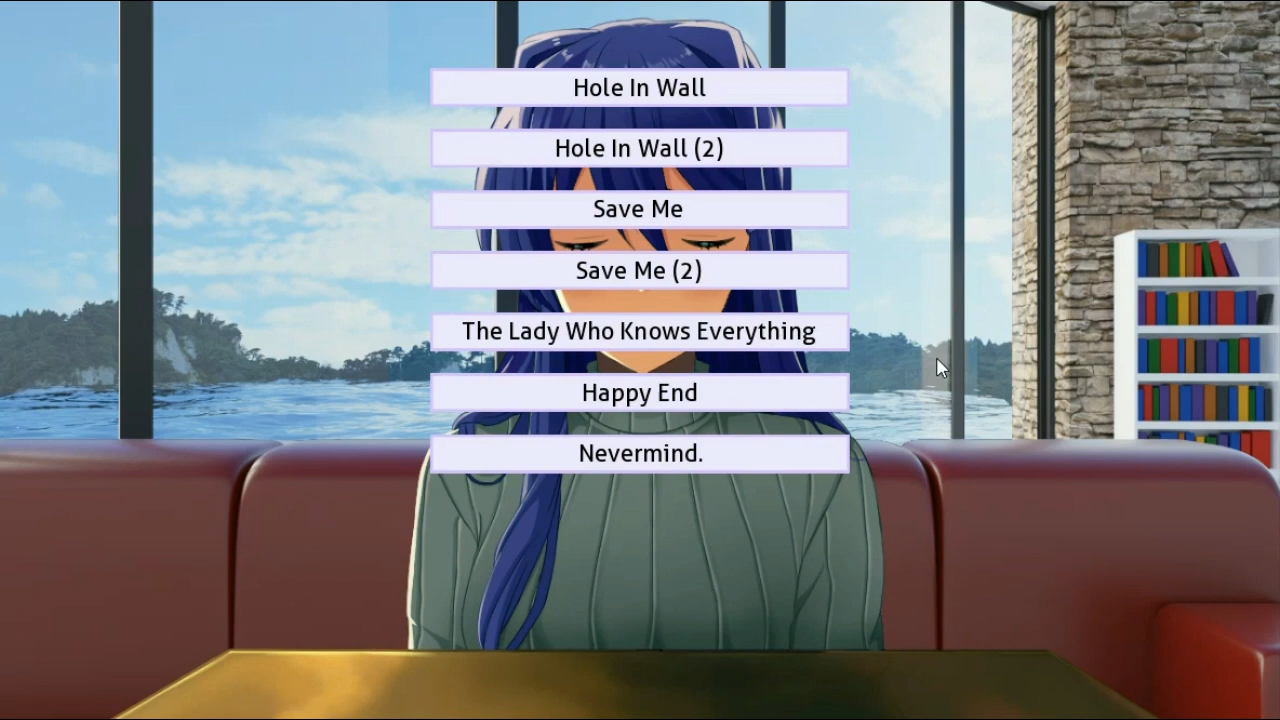 Hole In Wall
Hole In Wall (2)
Save Me
Save Me (2)
The Lady Who Knows Everything
Happy End
Nevermind.